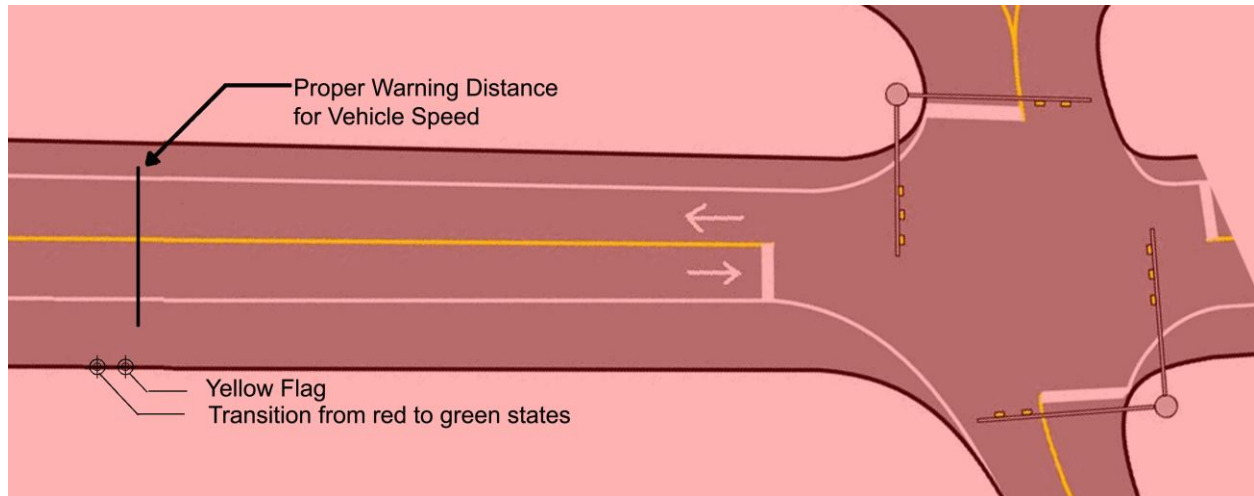 Proper Warning Distance
for Vehicle Speed
Yellow Flag
Transition from red to green states